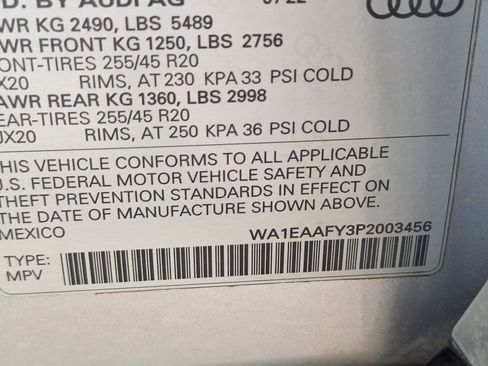 D. BY AUDI AG 07/22
WR KG 2490, LBS 5489
WR FRONT KG 1250, LBS 2756
ONT-TIRES 255/45 R20
X20 RIMS, AT 230 KPA 33 PSI COLD
AWR REAR KG 1360, LBS 2998
EAR-TIRES 255/45 R20
JX20 RIMS, AT 250 KPA 36 PSI COLD
THIS VEHICLE CONFORMS TO ALL APPLICABLE
U.S. FEDERAL MOTOR VEHICLE SAFETY AND
THEFT PREVENTION STANDARDS IN EFFECT ON
THE DATE OF MANUFACTURE SHOWN ABOVE.
MEXICO WA1EAAFY3P2003456
TYPE:
MPV